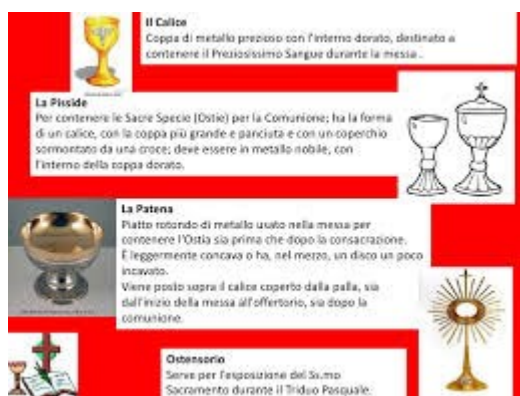 Il Calice
Coppa di metallo prezioso con l'interno dorato, destinato a
contenere il Preziosissimo Sangue durante la messa .
La Pisside
Per contenere le Sacre Specie (Ostie) per la Comunione; ha la forma
di un calice, con la coppa più grande e panciuta e con un coperchio
sormontato da una croce; deve essere in metallo nobile, con
l'interno della coppa dorato.
La Patena
Piatto rotondo di metallo usato nella messa per
contenere l'Ostia sia prima che dopo la consacrazione.
È leggermente concava o ha, nel mezzo, un disco un poco
incavato.
Viene posto sopra il calice coperto dalla palla, sia
dall'inizio della messa all'offertorio, sia dopo la
comunione.
Ostensorio
Serve per l'esposizione del Ss.mo
Sacramento durante il Triduo Pasquale.